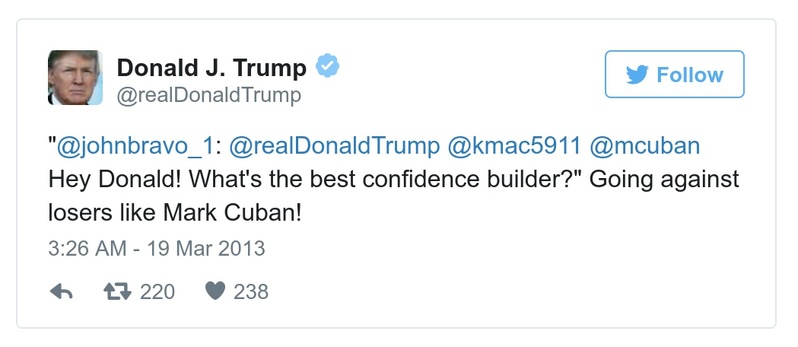 Donald J. Trump
@realDonaldTrump
Follow
"@johnbravo_1: @realDonaldTrump @kmac5911 @mcuban
Hey Donald! What's the best confidence builder?" Going against
losers like Mark Cuban!
3:26 AM - 19 Mar 2013
220 238